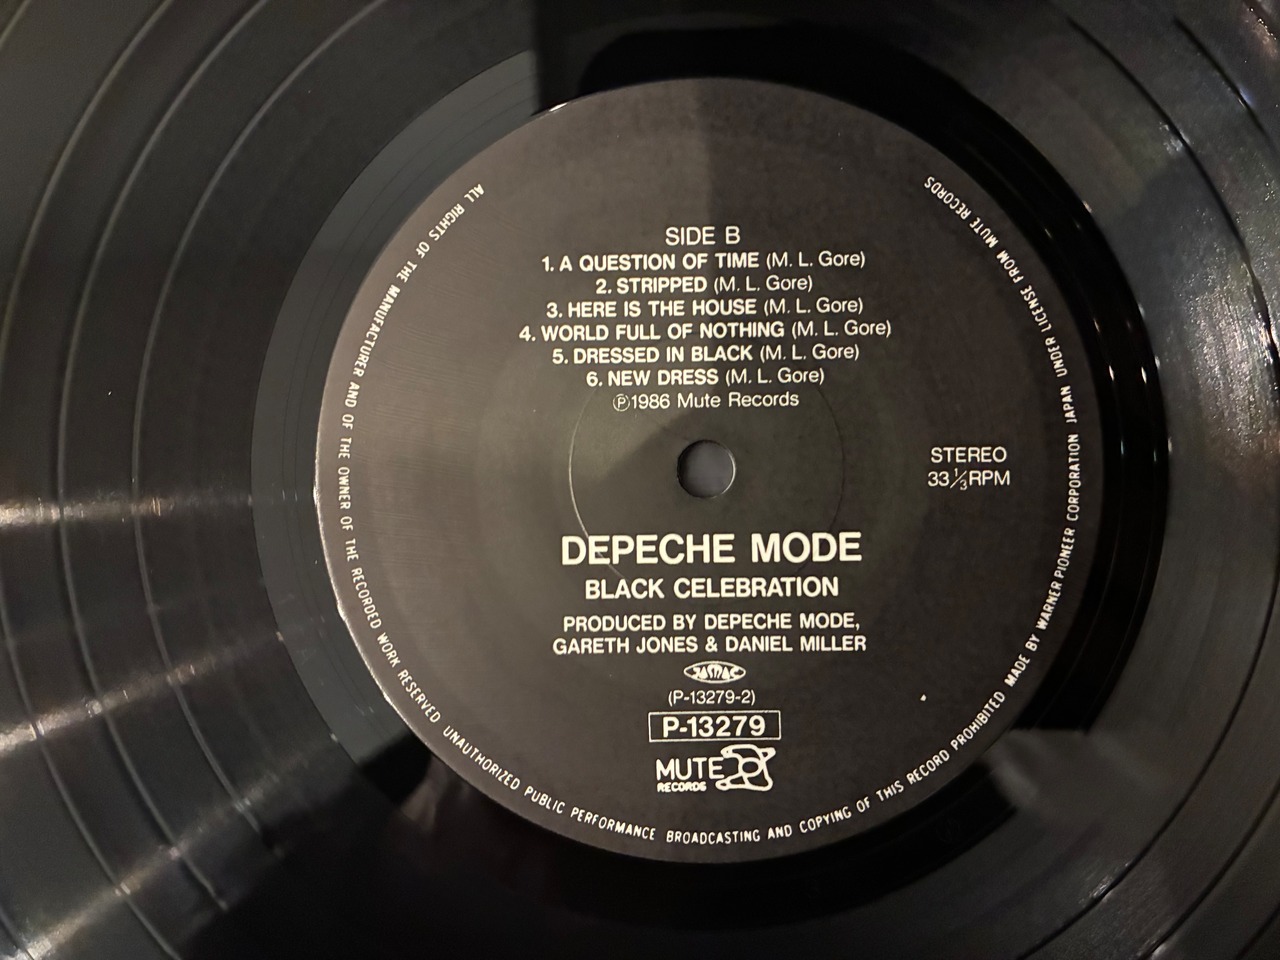 SIDE B
1. A QUESTION OF TIME (M. L. Gore)
2. STRIPPED (M. L. Gore)
3. HERE IS THE HOUSE (M. L. Gore)
4. WORLD FULL OF NOTHING (M. L. Gore)
5. DRESSED IN BLACK (M. L. Gore)
6. NEW DRESS (M. L. Gore)
℗1986 Mute Records
STEREO
33⅓RPM
DEPECHE MODE
BLACK CELEBRATION
PRODUCED BY DEPECHE MODE,
GARETH JONES & DANIEL MILLER
JASRAC
(P-13279-2)
P-13279
MUTE
RECORDS
ALL RIGHTS OF THE MANUFACTURER AND OF THE OWNER OF THE RECORDED WORK RESERVED UNAUTHORIZED PUBLIC PERFORMANCE BROADCASTING AND COPYING OF THIS RECORD PROHIBITED MADE BY WARNER PIONEER CORPORATION JAPAN UNDER LICENSE FROM MUTE RECORDS